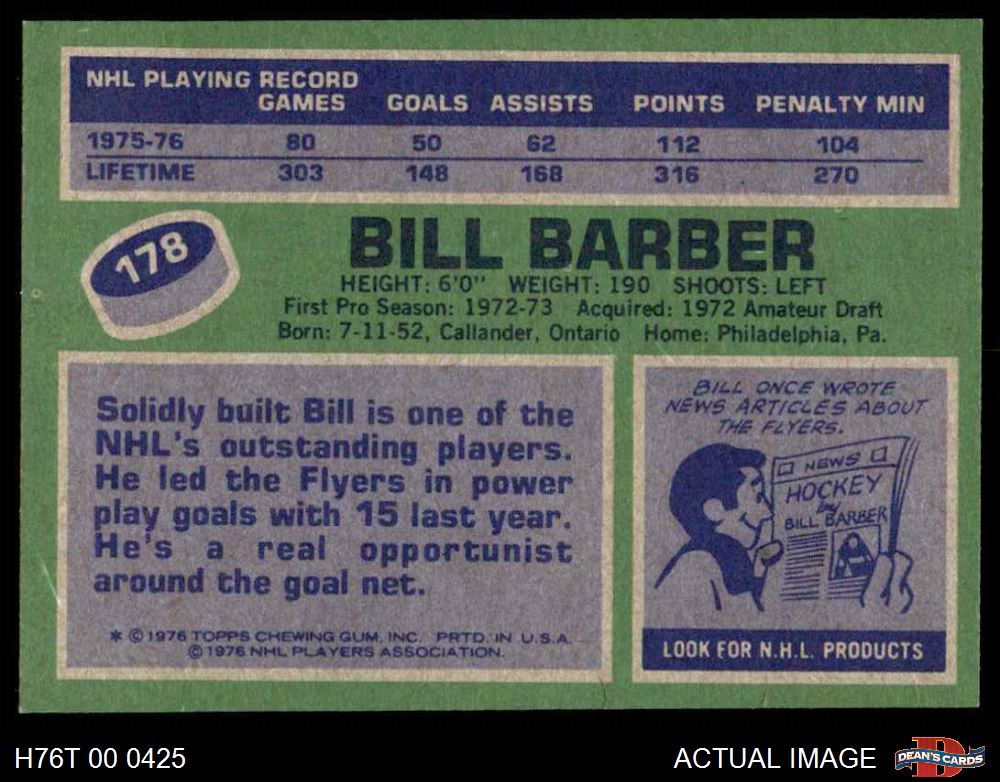 NHL PLAYING RECORD
GAMES GOALS ASSISTS POINTS PENALTY MIN
1975-76 80 50 62 112 104
LIFETIME 303 148 168 316 270
178
BILL BARBER
HEIGHT: 6'0" WEIGHT: 190 SHOOTS: LEFT
First Pro Season: 1972-73 Acquired: 1972 Amateur Draft
Born: 7-11-52, Callander, Ontario Home: Philadelphia, Pa.
Solidly built Bill is one of the
NHL's outstanding players.
He led the Flyers in power
play goals with 15 last year.
He's a real opportunist
around the goal net.
* © 1976 TOPPS CHEWING GUM, INC. PRTD. IN U.S.A.
© 1976 NHL PLAYERS ASSOCIATION.
BILL ONCE WROTE
NEWS ARTICLES ABOUT
THE FLYERS.
NEWS
HOCKEY
by
BILL BARBER
LOOK FOR N.H.L. PRODUCTS
H76T 00 0425
ACTUAL IMAGE
D
DEAN'S CARDS